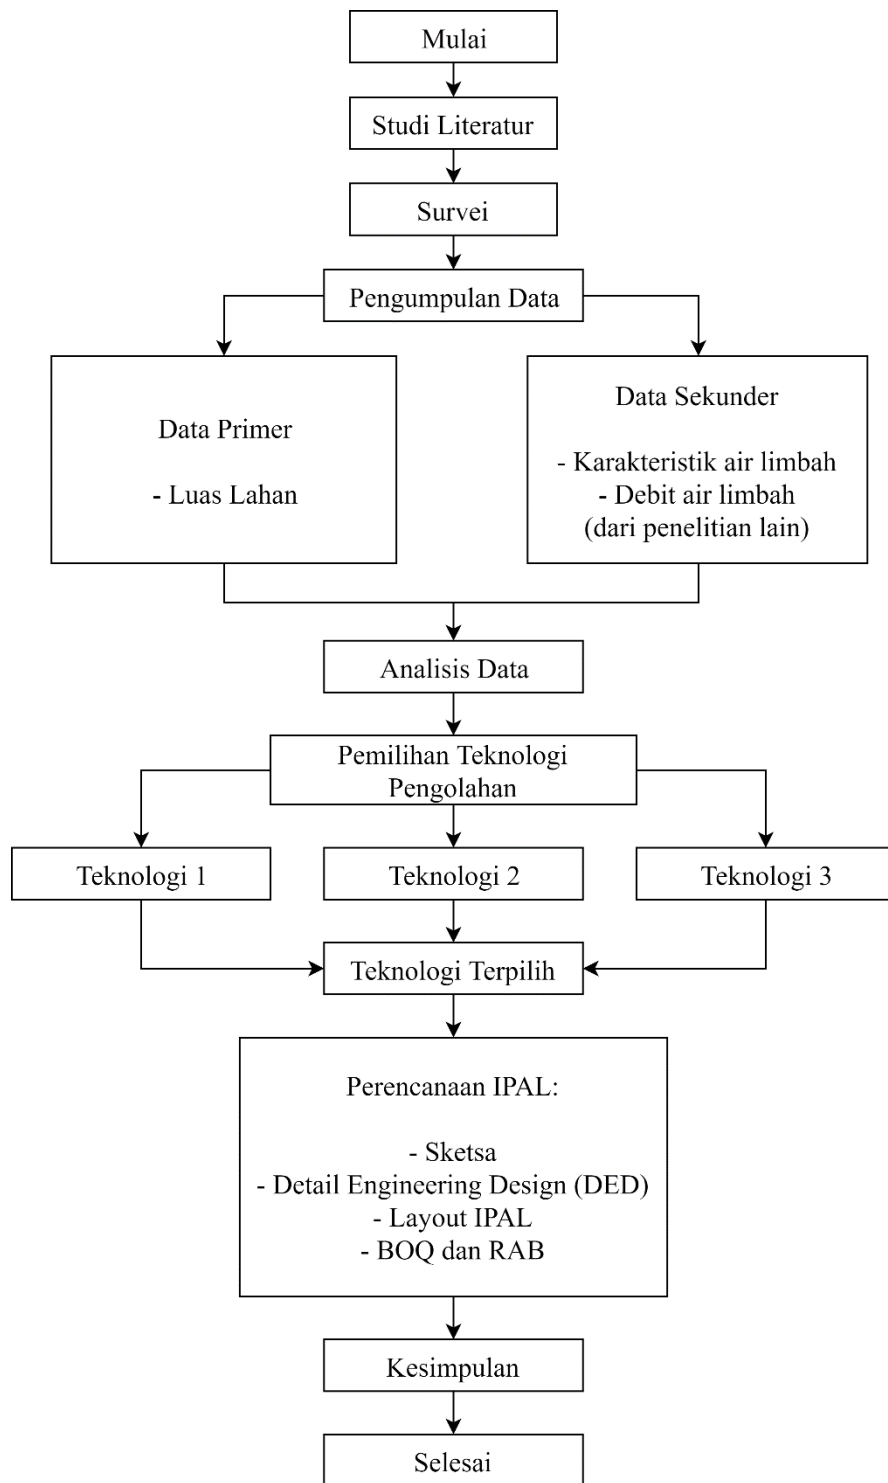 Mulai
Studi Literatur
Survei
Pengumpulan Data
Data Primer
- Luas Lahan
Data Sekunder
- Karakteristik air limbah
- Debit air limbah
(dari penelitian lain)
Analisis Data
Pemilihan Teknologi
Pengolahan
Teknologi 1
Teknologi 2
Teknologi 3
Teknologi Terpilih
Perencanaan IPAL:
- Sketsa
- Detail Engineering Design (DED)
- Layout IPAL
- BOQ dan RAB
Kesimpulan
Selesai